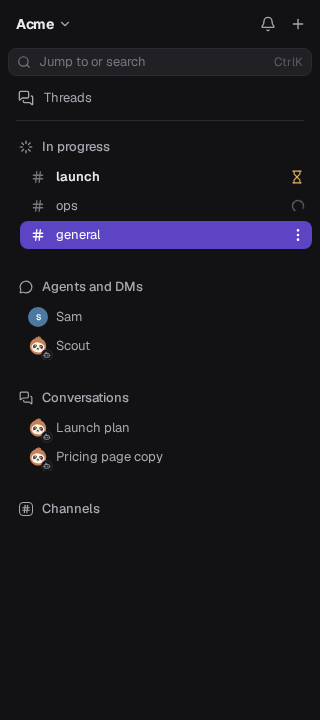 Acme
Jump to or search CtrlK
Threads
In progress
# launch
# ops
# general
Agents and DMs
S Sam
Scout
Conversations
Launch plan
Pricing page copy
# Channels